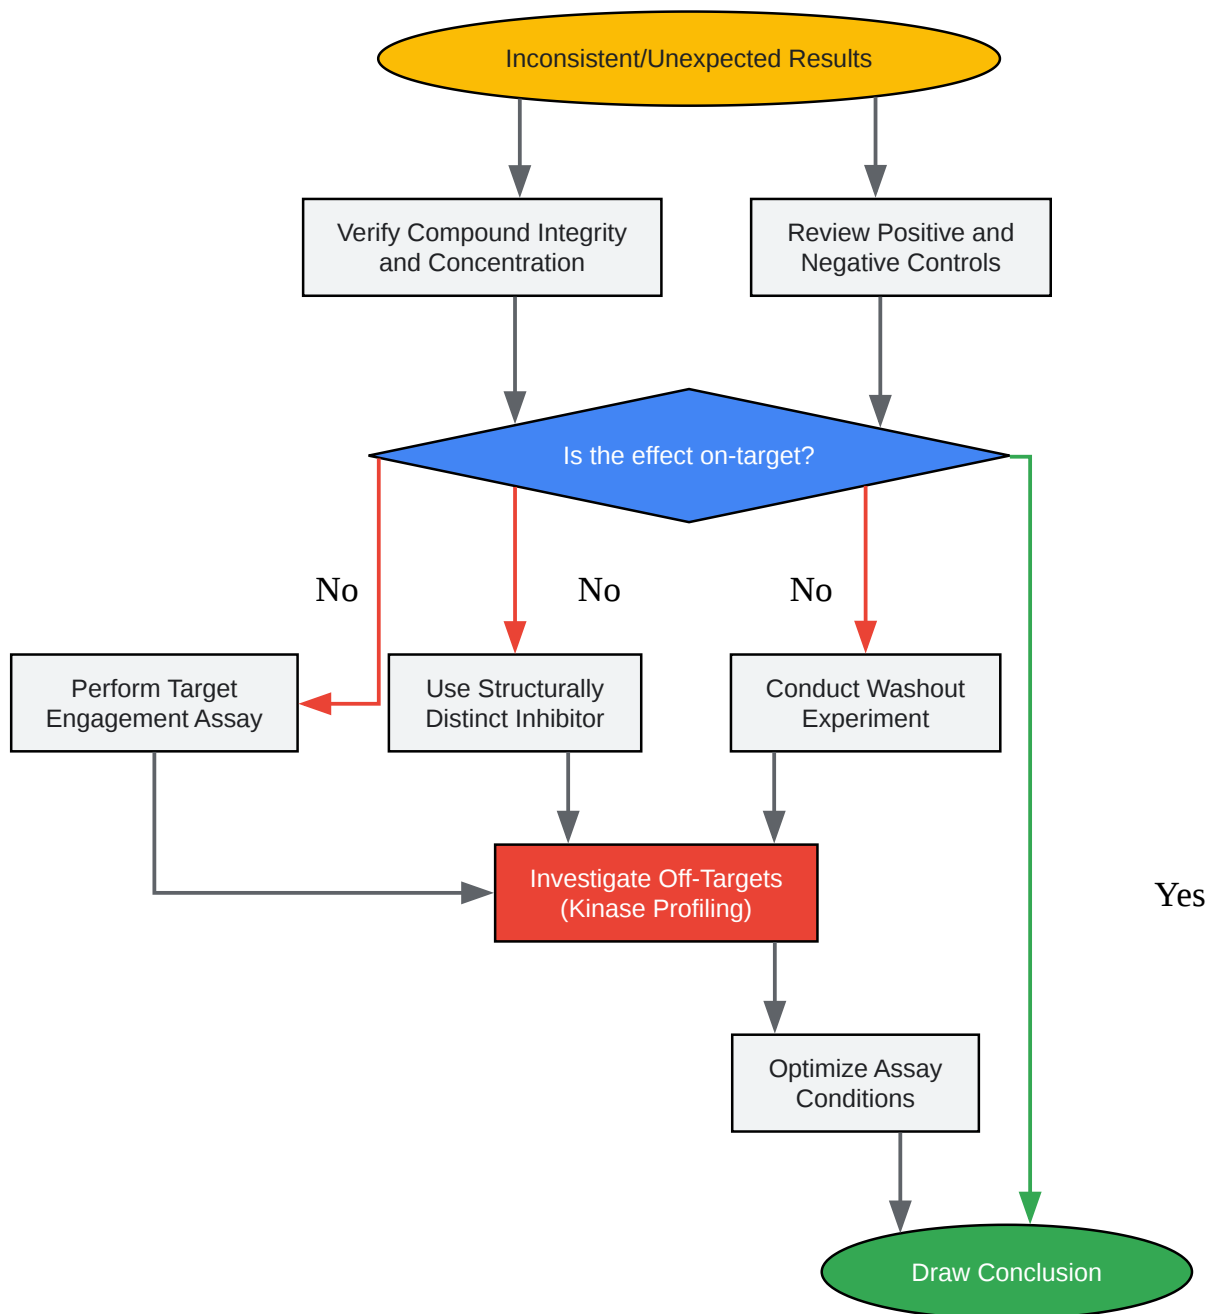 Inconsistent/Unexpected Results
Verify Compound Integrity
and Concentration
Review Positive and
Negative Controls
Is the effect on-target?
No
No
No
Perform Target
Engagement Assay
Use Structurally
Distinct Inhibitor
Conduct Washout
Experiment
Investigate Off-Targets
(Kinase Profiling)
Yes
Optimize Assay
Conditions
Draw Conclusion